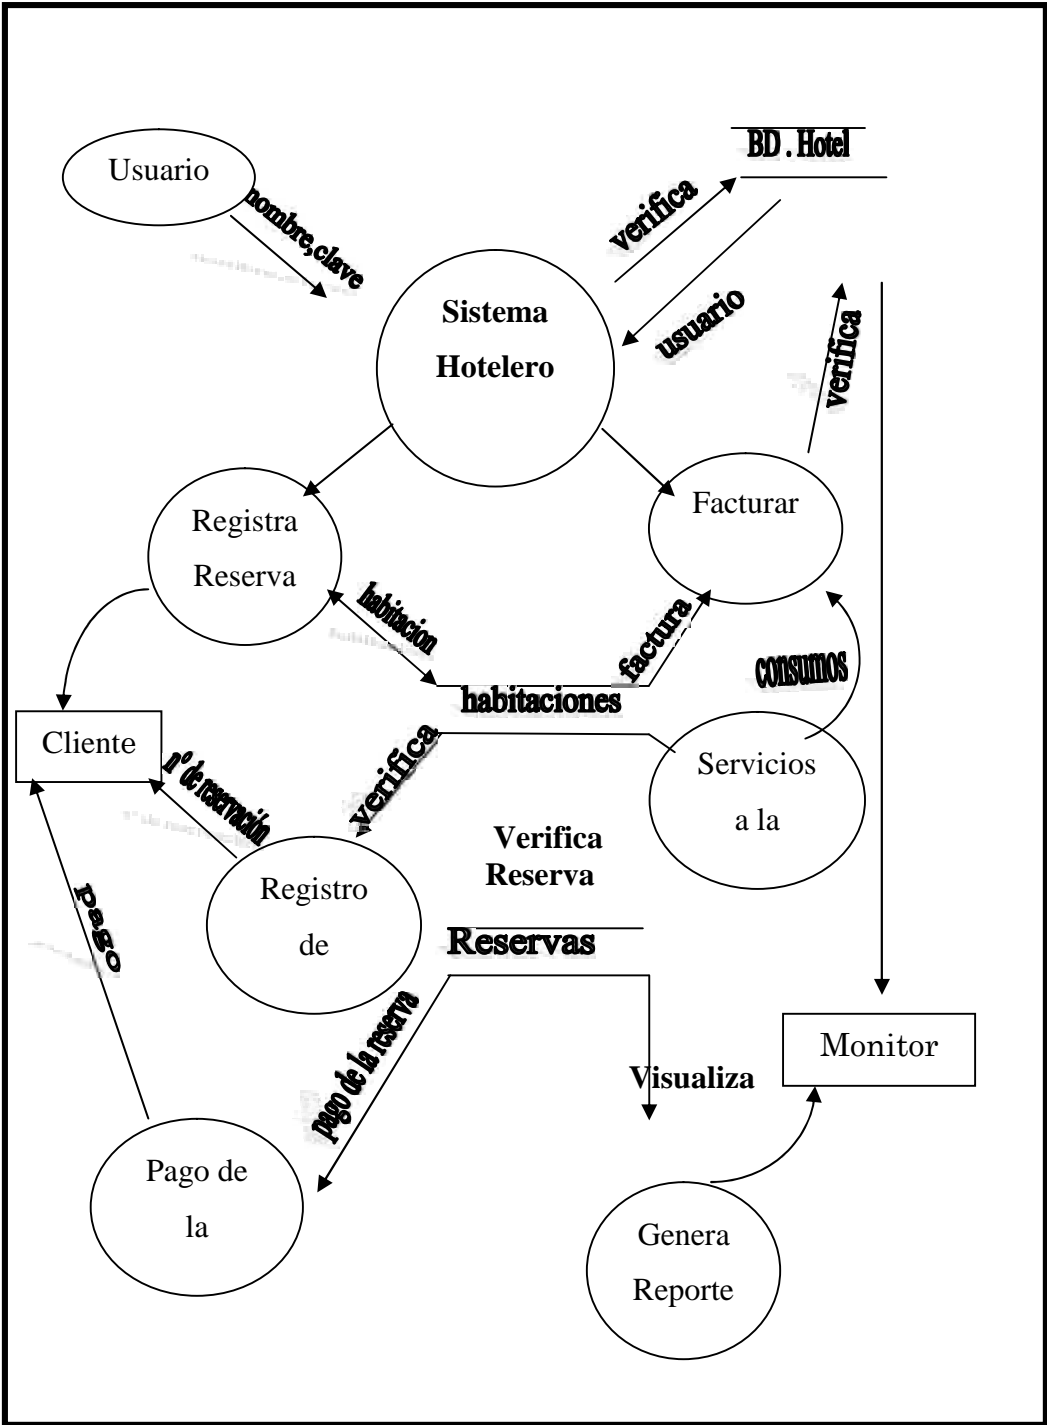 BD . Hotel
Usuario
nombre,clave
verifica
usuario
Sistema
Hotelero
verifica
Facturar
Registra
Reserva
habitacion
factura
consumos
habitaciones
Cliente
nº de reservación
verifica
Servicios
a la
Verifica
Reserva
Registro
de
pago
Reservas
pago de la reserva
Monitor
Visualiza
Pago de
la
Genera
Reporte